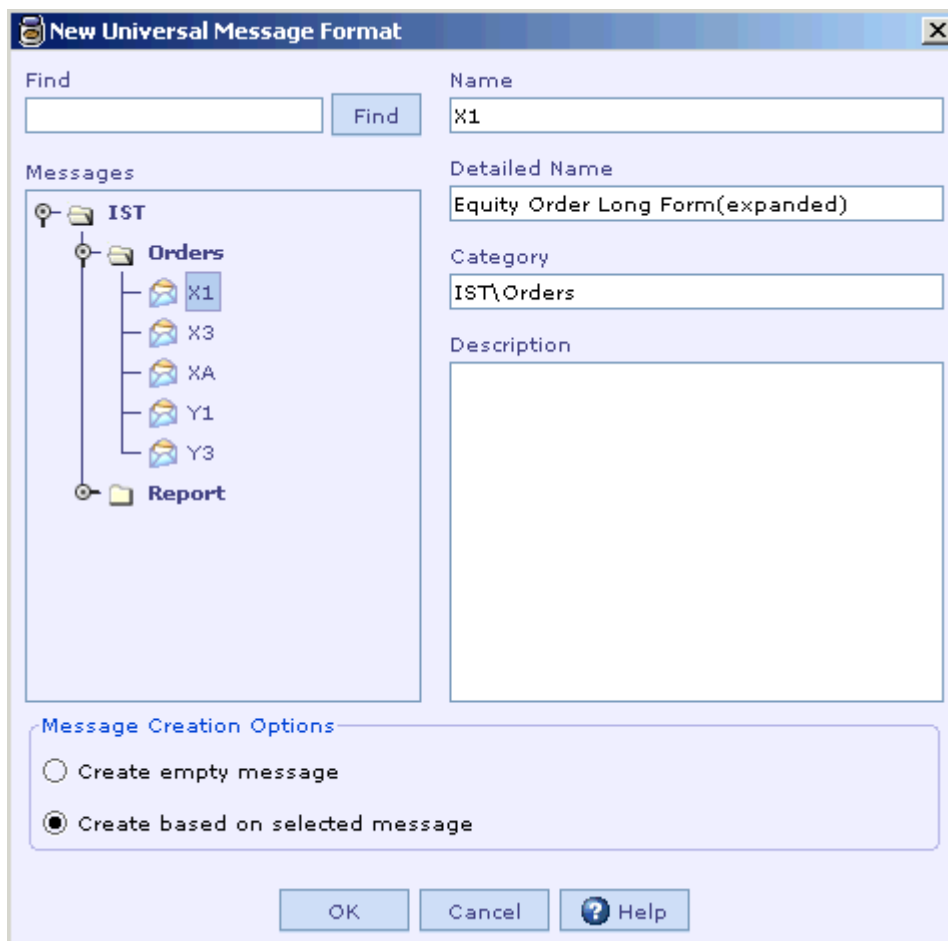 New Universal Message Format
Find
Find
Messages
IST
Orders
X1
X3
XA
Y1
Y3
Report
Name
X1
Detailed Name
Equity Order Long Form(expanded)
Category
IST\Orders
Description
Message Creation Options
Create empty message
Create based on selected message
OK
Cancel
? Help